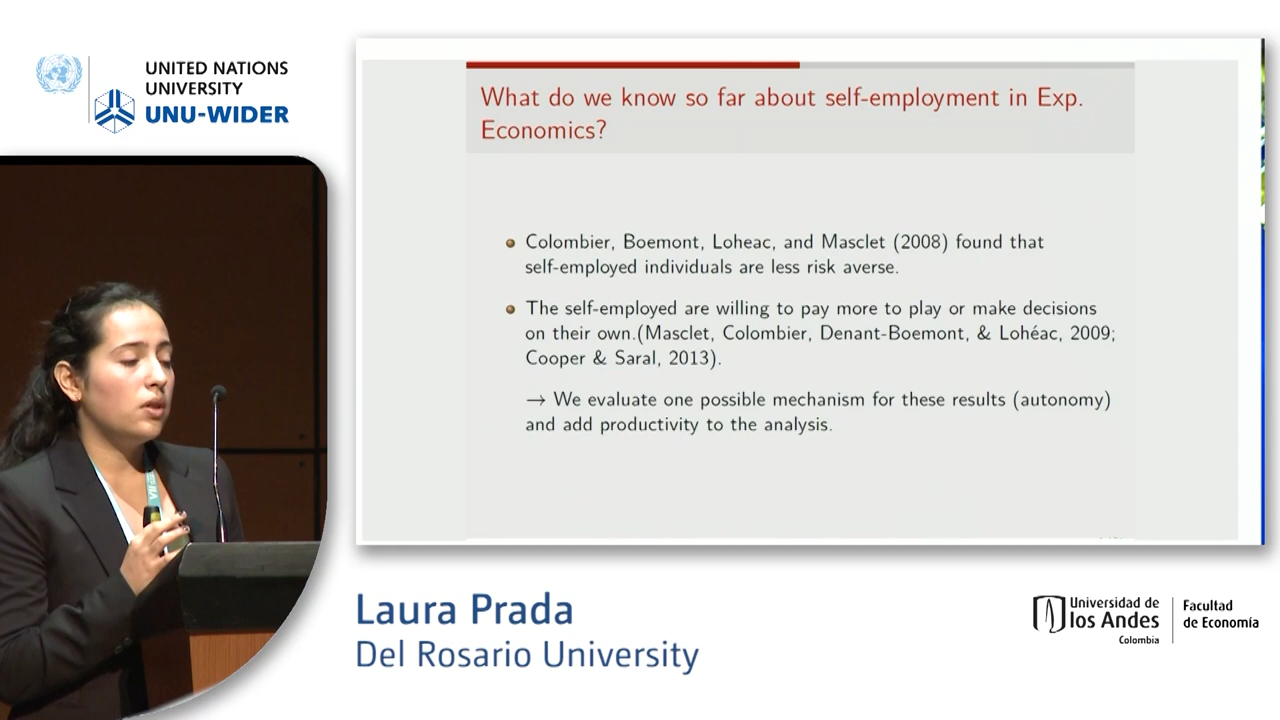 UNITED NATIONS
UNIVERSITY
UNU-WIDER
What do we know so far about self-employment in Exp.
Economics?
Colombier, Boemont, Loheac, and Masclet (2008) found that
self-employed individuals are less risk averse.
The self-employed are willing to pay more to play or make decisions
on their own.(Masclet, Colombier, Denant-Boemont, & Lohéac, 2009;
Cooper & Saral, 2013).
→ We evaluate one possible mechanism for these results (autonomy)
and add productivity to the analysis.
Laura Prada
Del Rosario University
Universidad de
los Andes
Colombia
Facultad
de Economía